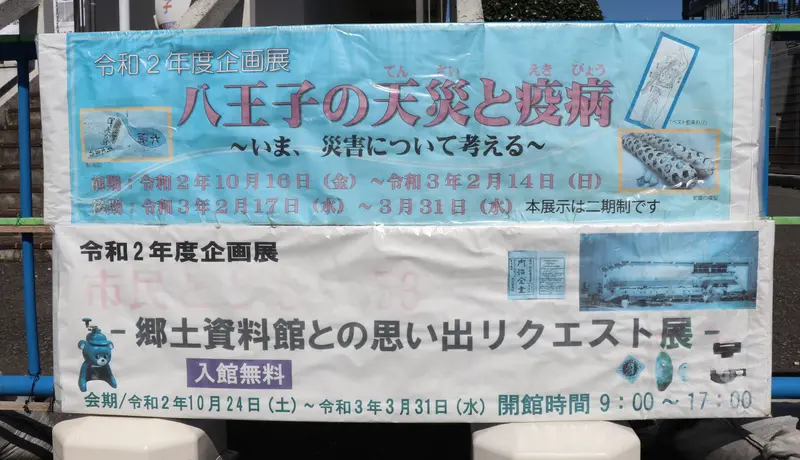 令和2年度企画展
八王子の天災と疫病
てん さい えき びょう
～いま、災害について考える～
前期：令和2年10月16日（金）～令和3年2月14日（日）
後期：令和3年2月17日（水）～3月31日（水） 本展示は二期制です
令和2年度企画展
-郷土資料館との思い出リクエスト展-
入館無料
会期/令和2年10月24日（土）～令和3年3月31日（水） 開館時間 9：00～17：00